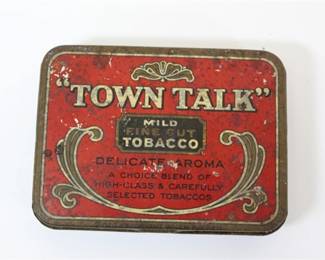 "TOWN TALK"
MILD
FINE CUT
TOBACCO
DELICATE AROMA
A CHOICE BLEND OF
HIGH-CLASS & CAREFULLY
SELECTED TOBACCOS